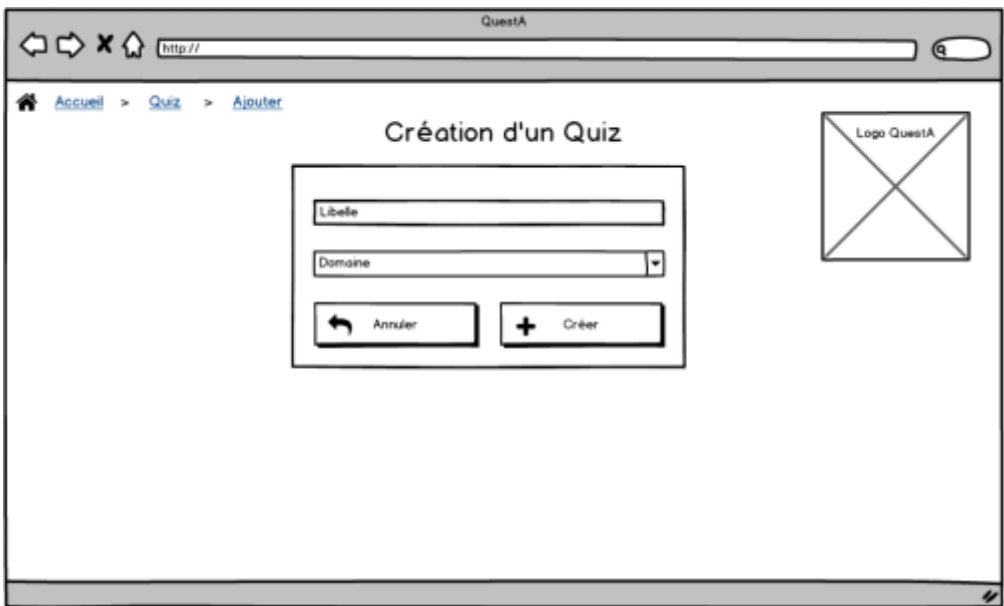 QuestA
http://
Accueil > Quiz > Ajouter
Création d'un Quiz
Logo QuestA
Libelle
Domaine
Annuler
Créer